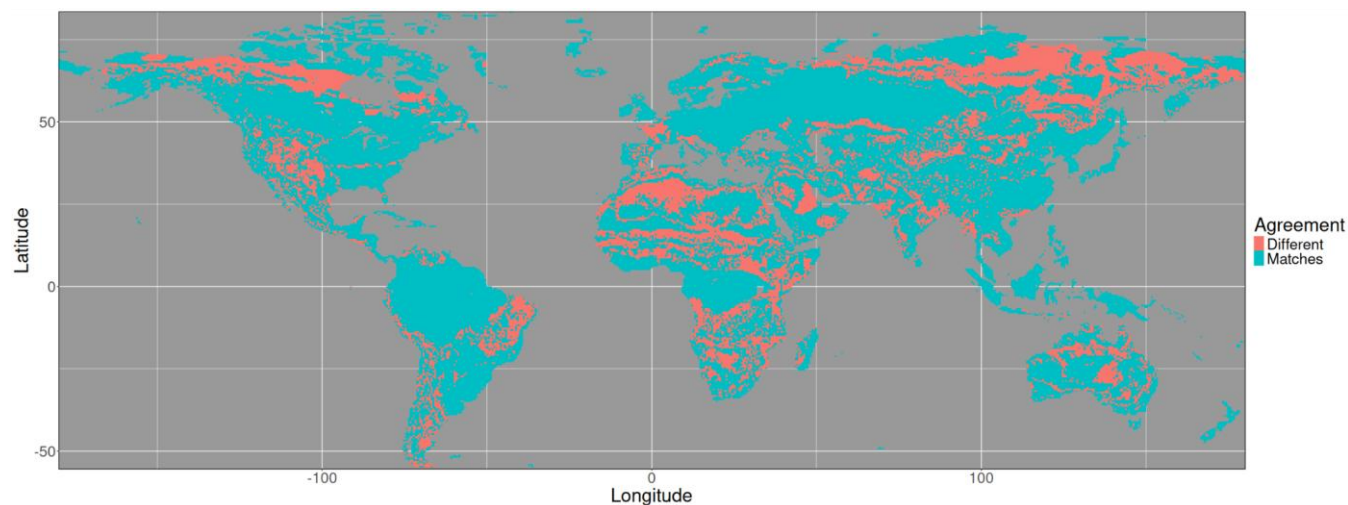 50
0
-50
-100
0
100
Latitude
Longitude
Agreement
Different
Matches